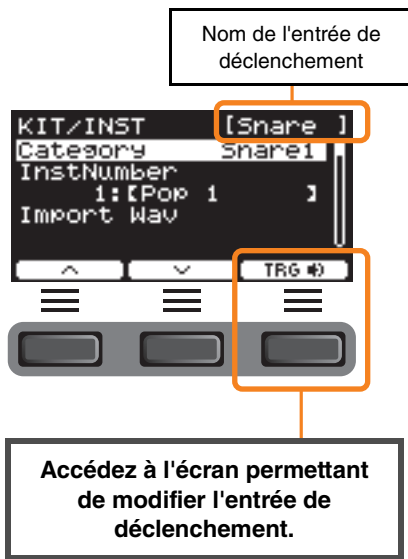 Nom de l'entrée de
déclenchement
KIT/INST [Snare ]
Category Snare1
InstNumber
1:[Pop 1 ]
Import Wav
TRG
Accédez à l'écran permettant
de modifier l'entrée de
déclenchement.